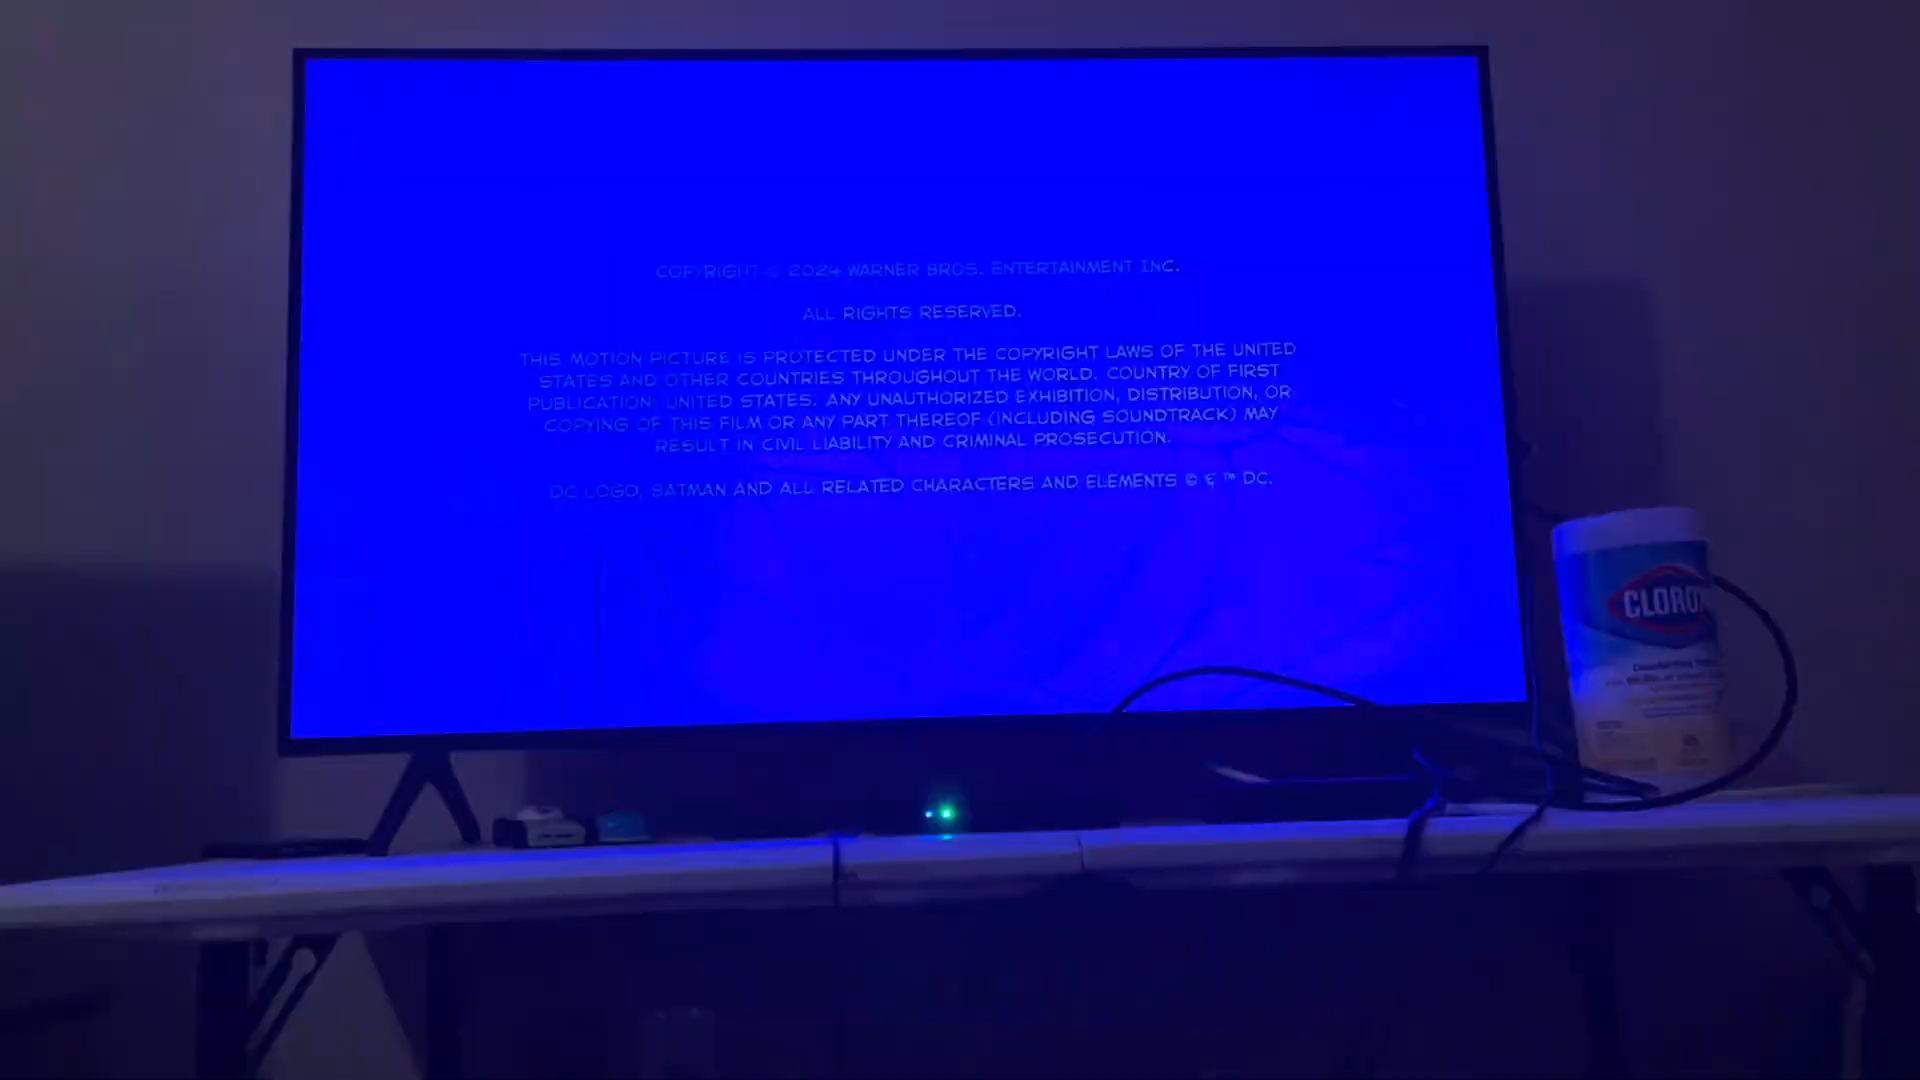 COPYRIGHT © 2024 WARNER BROS. ENTERTAINMENT INC.
ALL RIGHTS RESERVED.
THIS MOTION PICTURE IS PROTECTED UNDER THE COPYRIGHT LAWS OF THE UNITED
STATES AND OTHER COUNTRIES THROUGHOUT THE WORLD. COUNTRY OF FIRST
PUBLICATION: UNITED STATES. ANY UNAUTHORIZED EXHIBITION, DISTRIBUTION, OR
COPYING OF THIS FILM OR ANY PART THEREOF (INCLUDING SOUNDTRACK) MAY
RESULT IN CIVIL LIABILITY AND CRIMINAL PROSECUTION.
DC LOGO, BATMAN AND ALL RELATED CHARACTERS AND ELEMENTS © & ™ DC.
CLOROX